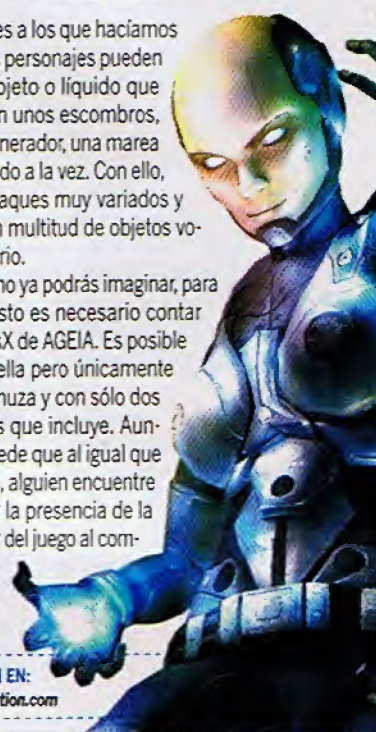 es a los que hacíamos
personajes pueden
bjeto o líquido que
n unos escombros,
nerador, una marea
do a la vez. Con ello,
aques muy variados y
n multitud de objetos vo-
rio.
no ya podrás imaginar, para
sto es necesario contar
SX de AGEIA. Es posible
ella pero únicamente
nuza y con sólo dos
s que incluye. Aun-
ede que al igual que
, alguien encuentre
la presencia de la
r del juego al com-
EN:
tion.com